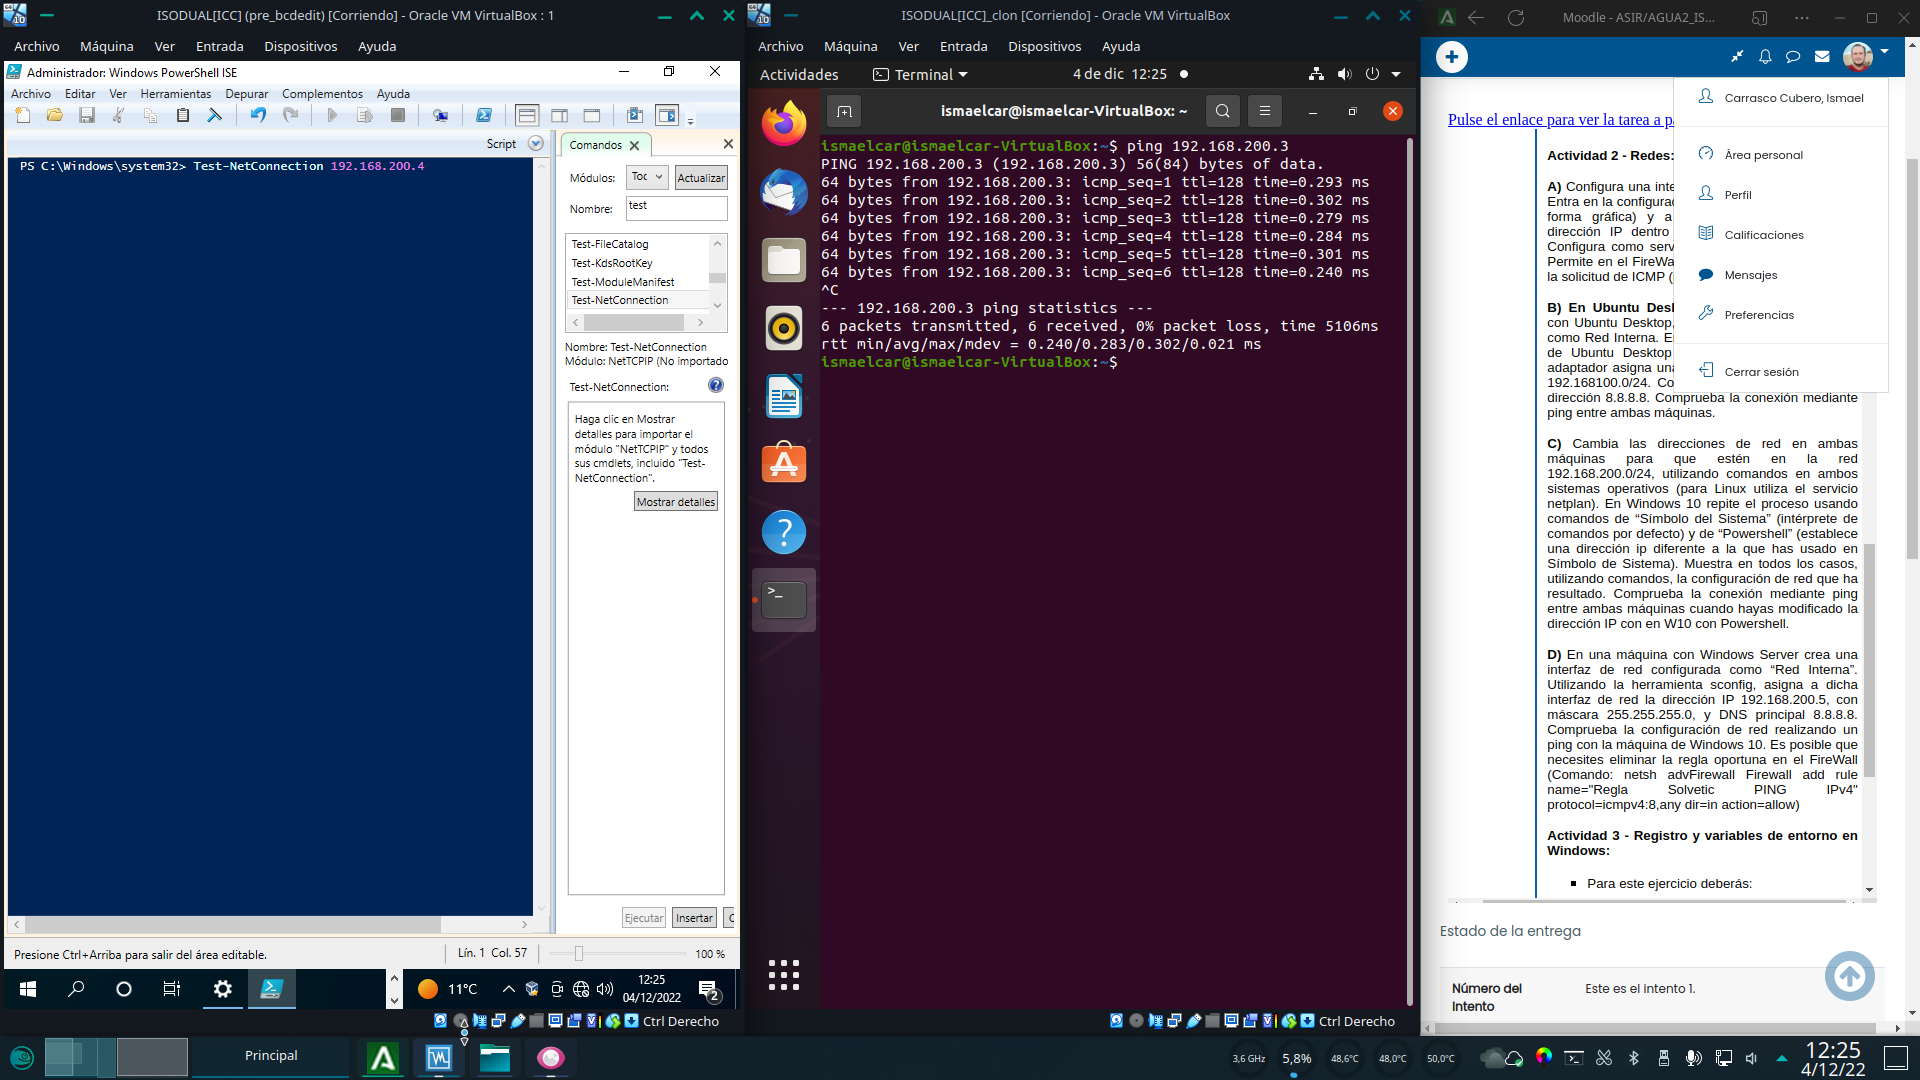 ISODUAL[ICC] (pre_bcdedit) [Corriendo] - Oracle VM VirtualBox : 1
Archivo Máquina Ver Entrada Dispositivos Ayuda
Administrador: Windows PowerShell ISE
Archivo Editar Ver Herramientas Depurar Complementos Ayuda
Script
PS C:\Windows\system32> Test-NetConnection 192.168.200.4
Comandos
Módulos: Actualizar
Nombre: test
Test-FileCatalog
Test-KdsRootKey
Test-ModuleManifest
Test-NetConnection
Nombre: Test-NetConnection
Módulo: NetTCPIP (No importado
Test-NetConnection:
Haga clic en Mostrar
detalles para importar el
módulo "NetTCPIP" y todos
sus cmdlets, incluido "Test-
NetConnection".
Mostrar detalles
Ejecutar Insertar
Presione Ctrl+Arriba para salir del área editable.
Lín. 1 Col. 57
100 %
11°C
12:25
04/12/2022
2
Ctrl Derecho
ISODUAL[ICC]_clon [Corriendo] - Oracle VM VirtualBox
Archivo Máquina Ver Entrada Dispositivos Ayuda
Actividades Terminal 4 de dic 12:25
ismaelcar@ismaelcar-VirtualBox: ~
ismaelcar@ismaelcar-VirtualBox:~$ ping 192.168.200.3
PING 192.168.200.3 (192.168.200.3) 56(84) bytes of data.
64 bytes from 192.168.200.3: icmp_seq=1 ttl=128 time=0.293 ms
64 bytes from 192.168.200.3: icmp_seq=2 ttl=128 time=0.302 ms
64 bytes from 192.168.200.3: icmp_seq=3 ttl=128 time=0.279 ms
64 bytes from 192.168.200.3: icmp_seq=4 ttl=128 time=0.284 ms
64 bytes from 192.168.200.3: icmp_seq=5 ttl=128 time=0.301 ms
64 bytes from 192.168.200.3: icmp_seq=6 ttl=128 time=0.240 ms
^C
--- 192.168.200.3 ping statistics ---
6 packets transmitted, 6 received, 0% packet loss, time 5106ms
rtt min/avg/max/mdev = 0.240/0.283/0.302/0.021 ms
ismaelcar@ismaelcar-VirtualBox:~$
Ctrl Derecho
Moodle - ASIR/AGUA2_IS...
Carrasco Cubero, Ismael
Área personal
Perfil
Calificaciones
Mensajes
Preferencias
Cerrar sesión
Pulse el enlace para ver la tarea a p
Actividad 2 - Redes:
A) Configura una inte
Entra en la configurac
forma gráfica) y a
dirección IP dentro
Configura como serv
Permite en el FireWa
la solicitud de ICMP (
B) En Ubuntu Desk
con Ubuntu Desktop,
como Red Interna. E
de Ubuntu Desktop
adaptador asigna una
192.168100.0/24. Co
dirección 8.8.8.8. Comprueba la conexión mediante
ping entre ambas máquinas.
C) Cambia las direcciones de red en ambas
máquinas para que estén en la red
192.168.200.0/24, utilizando comandos en ambos
sistemas operativos (para Linux utiliza el servicio
netplan). En Windows 10 repite el proceso usando
comandos de “Símbolo del Sistema” (intérprete de
comandos por defecto) y de “Powershell” (establece
una dirección ip diferente a la que has usado en
Símbolo de Sistema). Muestra en todos los casos,
utilizando comandos, la configuración de red que ha
resultado. Comprueba la conexión mediante ping
entre ambas máquinas cuando hayas modificado la
dirección IP con en W10 con Powershell.
D) En una máquina con Windows Server crea una
interfaz de red configurada como “Red Interna”.
Utilizando la herramienta sconfig, asigna a dicha
interfaz de red la dirección IP 192.168.200.5, con
máscara 255.255.255.0, y DNS principal 8.8.8.8.
Comprueba la configuración de red realizando un
ping con la máquina de Windows 10. Es posible que
necesites eliminar la regla oportuna en el FireWall
(Comando: netsh advFirewall Firewall add rule
name="Regla Solvetic PING IPv4"
protocol=icmpv4:8,any dir=in action=allow)
Actividad 3 - Registro y variables de entorno en
Windows:
Para este ejercicio deberás:
Estado de la entrega
Número del
intento
Este es el intento 1.
Principal
3,6 GHz
5,8%
48,6°C
48,0°C
50,0°C
12:25
4/12/22